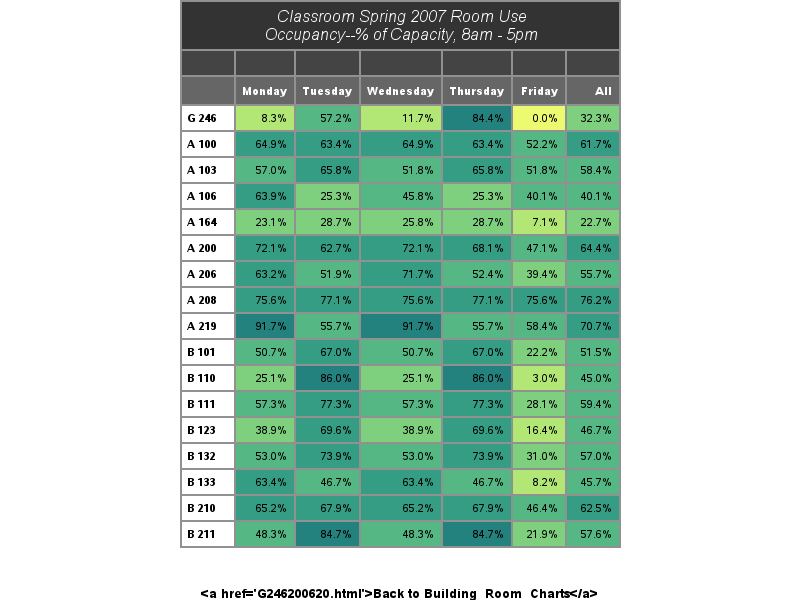 Classroom Spring 2007 Room Use
Occupancy--% of Capacity, 8am - 5pm
Monday Tuesday Wednesday Thursday Friday All
G 246 8.3% 57.2% 11.7% 84.4% 0.0% 32.3%
A 100 64.9% 63.4% 64.9% 63.4% 52.2% 61.7%
A 103 57.0% 65.8% 51.8% 65.8% 51.8% 58.4%
A 106 63.9% 25.3% 45.8% 25.3% 40.1% 40.1%
A 164 23.1% 28.7% 25.8% 28.7% 7.1% 22.7%
A 200 72.1% 62.7% 72.1% 68.1% 47.1% 64.4%
A 206 63.2% 51.9% 71.7% 52.4% 39.4% 55.7%
A 208 75.6% 77.1% 75.6% 77.1% 75.6% 76.2%
A 219 91.7% 55.7% 91.7% 55.7% 58.4% 70.7%
B 101 50.7% 67.0% 50.7% 67.0% 22.2% 51.5%
B 110 25.1% 86.0% 25.1% 86.0% 3.0% 45.0%
B 111 57.3% 77.3% 57.3% 77.3% 28.1% 59.4%
B 123 38.9% 69.6% 38.9% 69.6% 16.4% 46.7%
B 132 53.0% 73.9% 53.0% 73.9% 31.0% 57.0%
B 133 63.4% 46.7% 63.4% 46.7% 8.2% 45.7%
B 210 65.2% 67.9% 65.2% 67.9% 46.4% 62.5%
B 211 48.3% 84.7% 48.3% 84.7% 21.9% 57.6%
<a href='G246200620.html'>Back to Building_Room_Charts</a>